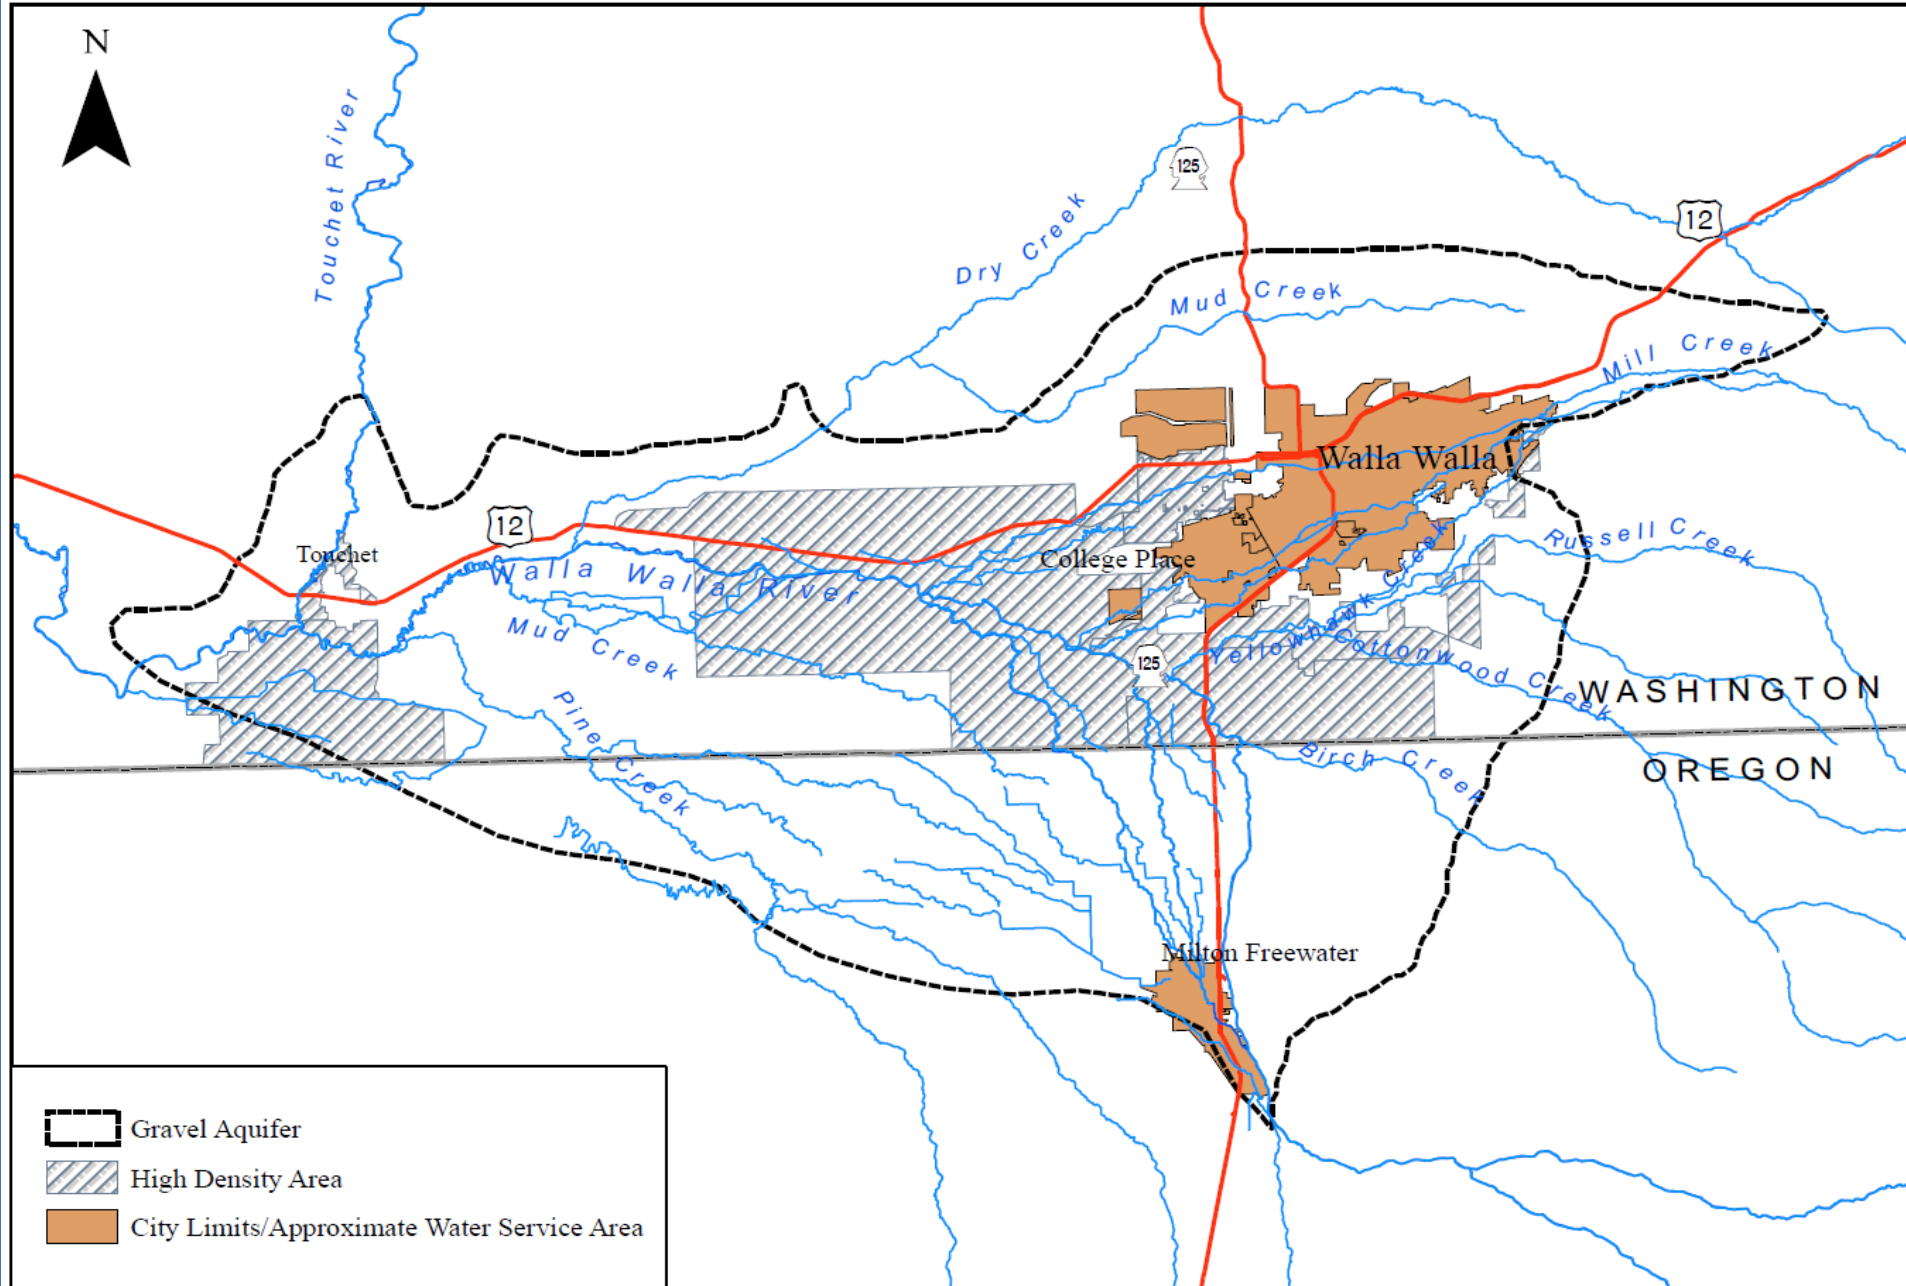 N
Touchet River
125
12
Dry Creek
Mud Creek
Mill Creek
Walla Walla
12
Touchet
College Place
Russell Creek
Walla Walla River
Yellowhawk Creek
Mud Creek
Cottonwood Creek
125
Pine Creek
WASHINGTON
Birch Creek
OREGON
Milton Freewater
Gravel Aquifer
High Density Area
City Limits/Approximate Water Service Area